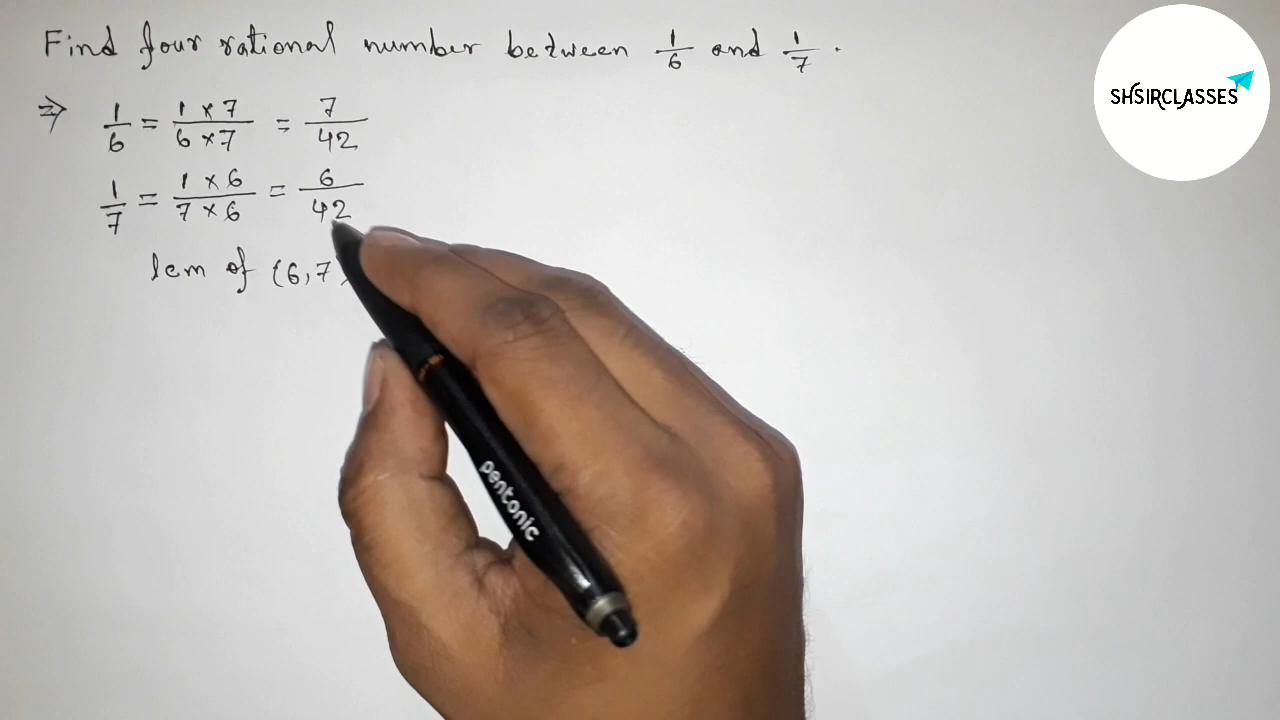 Find four rational number between 1/6 and 1/7.
⇒ 1/6 = 1×7/6×7 = 7/42
1/7 = 1×6/7×6 = 6/42
lcm of (6,7)
SHSIRCLASSES
pentonic